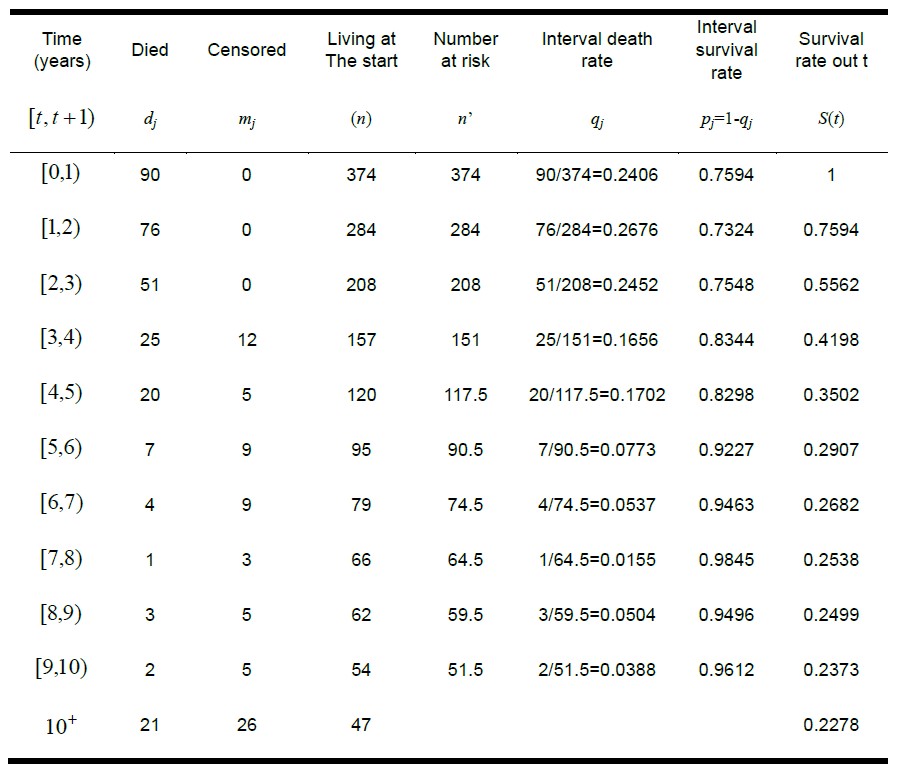 Time (years) Died Censored Living at The start Number at risk Interval death rate Interval survival rate Survival rate out t
[t, t+1) dj mj (n) n’ qj pj=1-qj S(t)
[0,1) 90 0 374 374 90/374=0.2406 0.7594 1
[1,2) 76 0 284 284 76/284=0.2676 0.7324 0.7594
[2,3) 51 0 208 208 51/208=0.2452 0.7548 0.5562
[3,4) 25 12 157 151 25/151=0.1656 0.8344 0.4198
[4,5) 20 5 120 117.5 20/117.5=0.1702 0.8298 0.3502
[5,6) 7 9 95 90.5 7/90.5=0.0773 0.9227 0.2907
[6,7) 4 9 79 74.5 4/74.5=0.0537 0.9463 0.2682
[7,8) 1 3 66 64.5 1/64.5=0.0155 0.9845 0.2538
[8,9) 3 5 62 59.5 3/59.5=0.0504 0.9496 0.2499
[9,10) 2 5 54 51.5 2/51.5=0.0388 0.9612 0.2373
10+ 21 26 47 0.2278